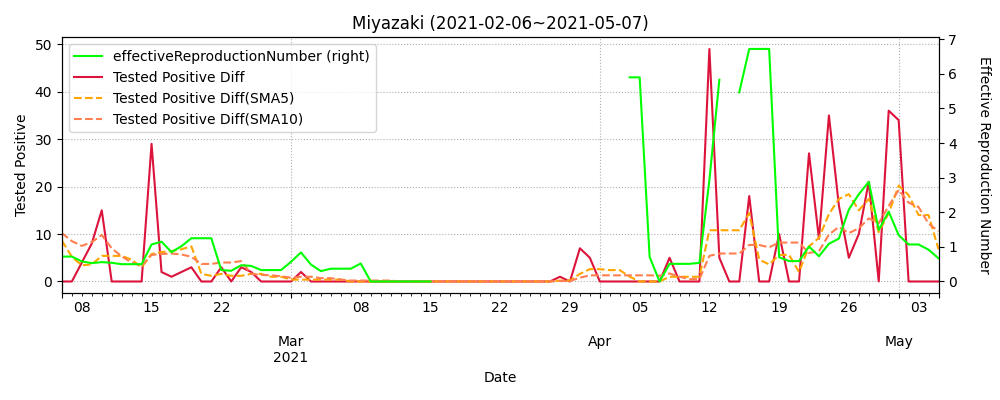 Miyazaki (2021-02-06~2021-05-07)
effectiveReproductionNumber (right)
Tested Positive Diff
Tested Positive Diff(SMA5)
Tested Positive Diff(SMA10)
Tested Positive
50
40
30
20
10
0
7
6
5
4
3
2
1
0
Effective Reproduction Number
08 15 22 08 15 22 29 05 12 19 26 03
Mar Apr May
2021
Date